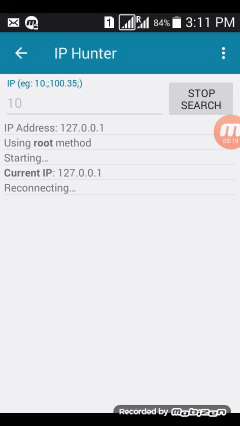 1
R
84%
3:11 PM
IP Hunter
IP (eg: 10.;100.35;)
10
STOP
SEARCH
IP Address: 127.0.0.1
Using root method
Starting...
Current IP: 127.0.0.1
Reconnecting...
Recorded by mobizen